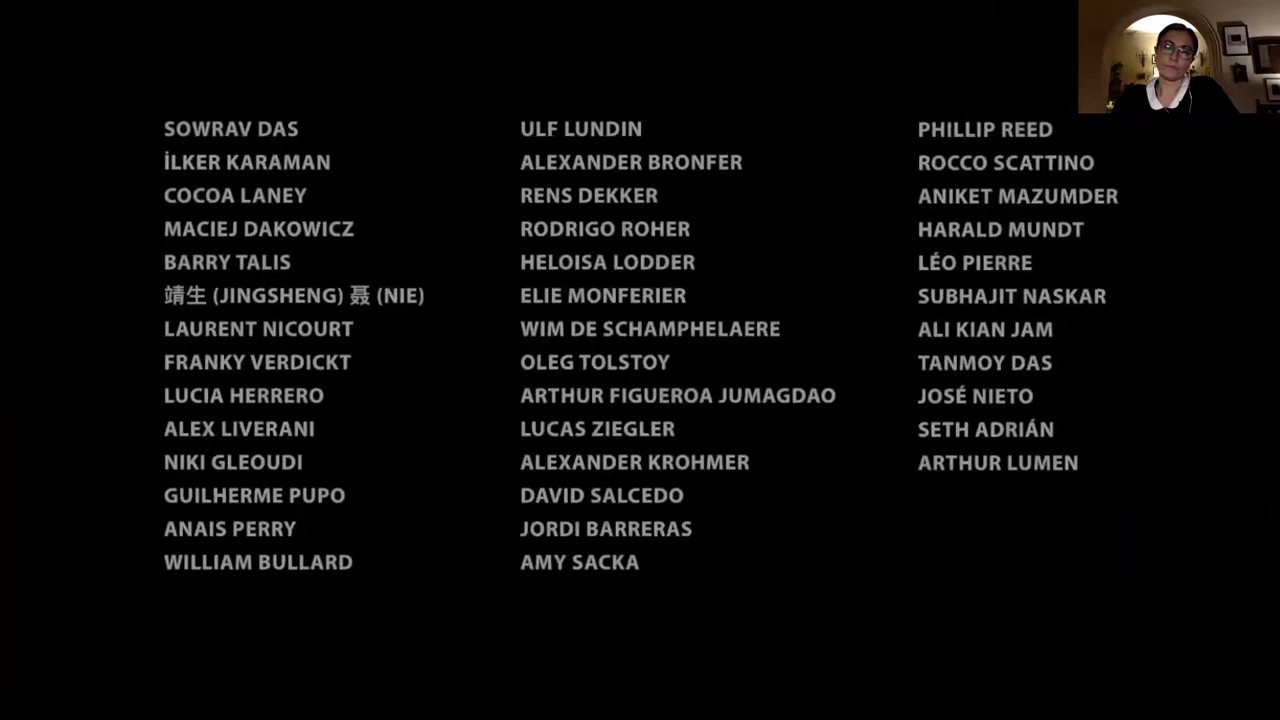 SOWRAV DAS
İLKER KARAMAN
COCOA LANEY
MACIEJ DAKOWICZ
BARRY TALIS
靖生 (JINGSHENG) 聂 (NIE)
LAURENT NICOURT
FRANKY VERDICKT
LUCIA HERRERO
ALEX LIVERANI
NIKI GLEOUDI
GUILHERME PUPO
ANAIS PERRY
WILLIAM BULLARD
ULF LUNDIN
ALEXANDER BRONFER
RENS DEKKER
RODRIGO ROHER
HELOISA LODDER
ELIE MONFERIER
WIM DE SCHAMPHELAERE
OLEG TOLSTOY
ARTHUR FIGUEROA JUMAGDAO
LUCAS ZIEGLER
ALEXANDER KROHMER
DAVID SALCEDO
JORDI BARRERAS
AMY SACKA
PHILLIP REED
ROCCO SCATTINO
ANIKET MAZUMDER
HARALD MUNDT
LÉO PIERRE
SUBHAJIT NASKAR
ALI KIAN JAM
TANMOY DAS
JOSÉ NIETO
SETH ADRIÁN
ARTHUR LUMEN